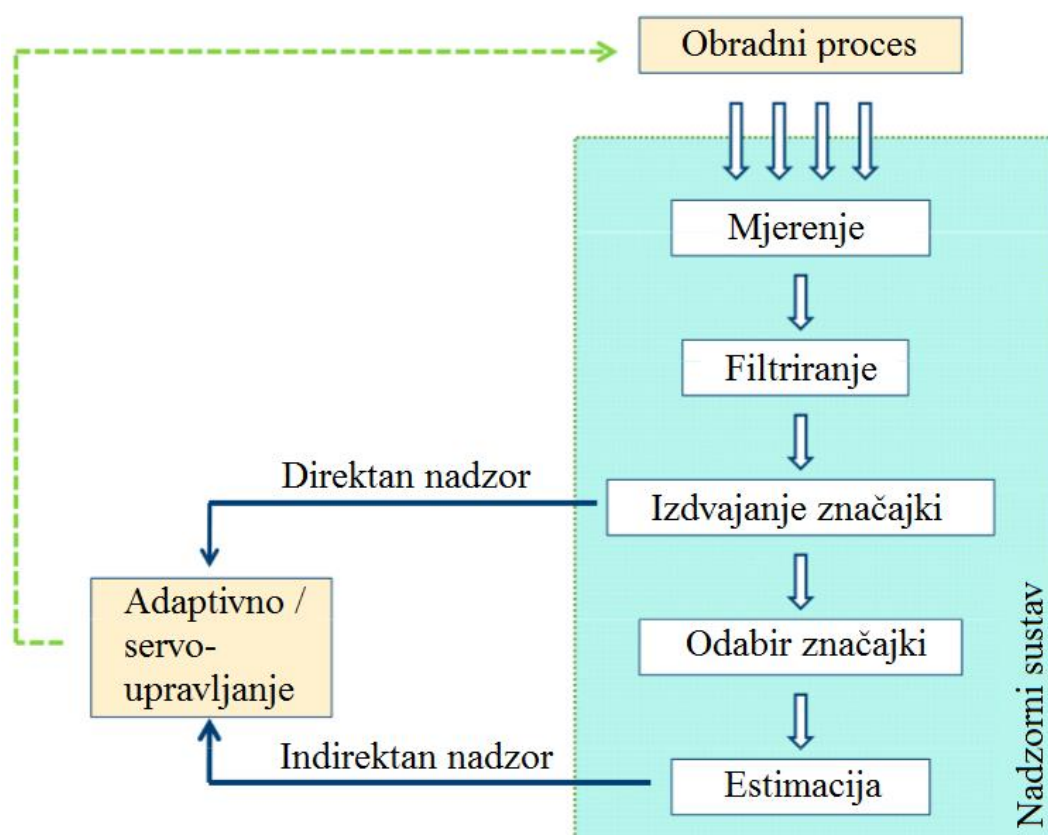 Obradni proces
Mjerenje
Filtriranje
Direktan nadzor
Izdvajanje značajki
Adaptivno /
servo-
upravljanje
Odabir značajki
Indirektan nadzor
Estimacija
Nadzorni sustav